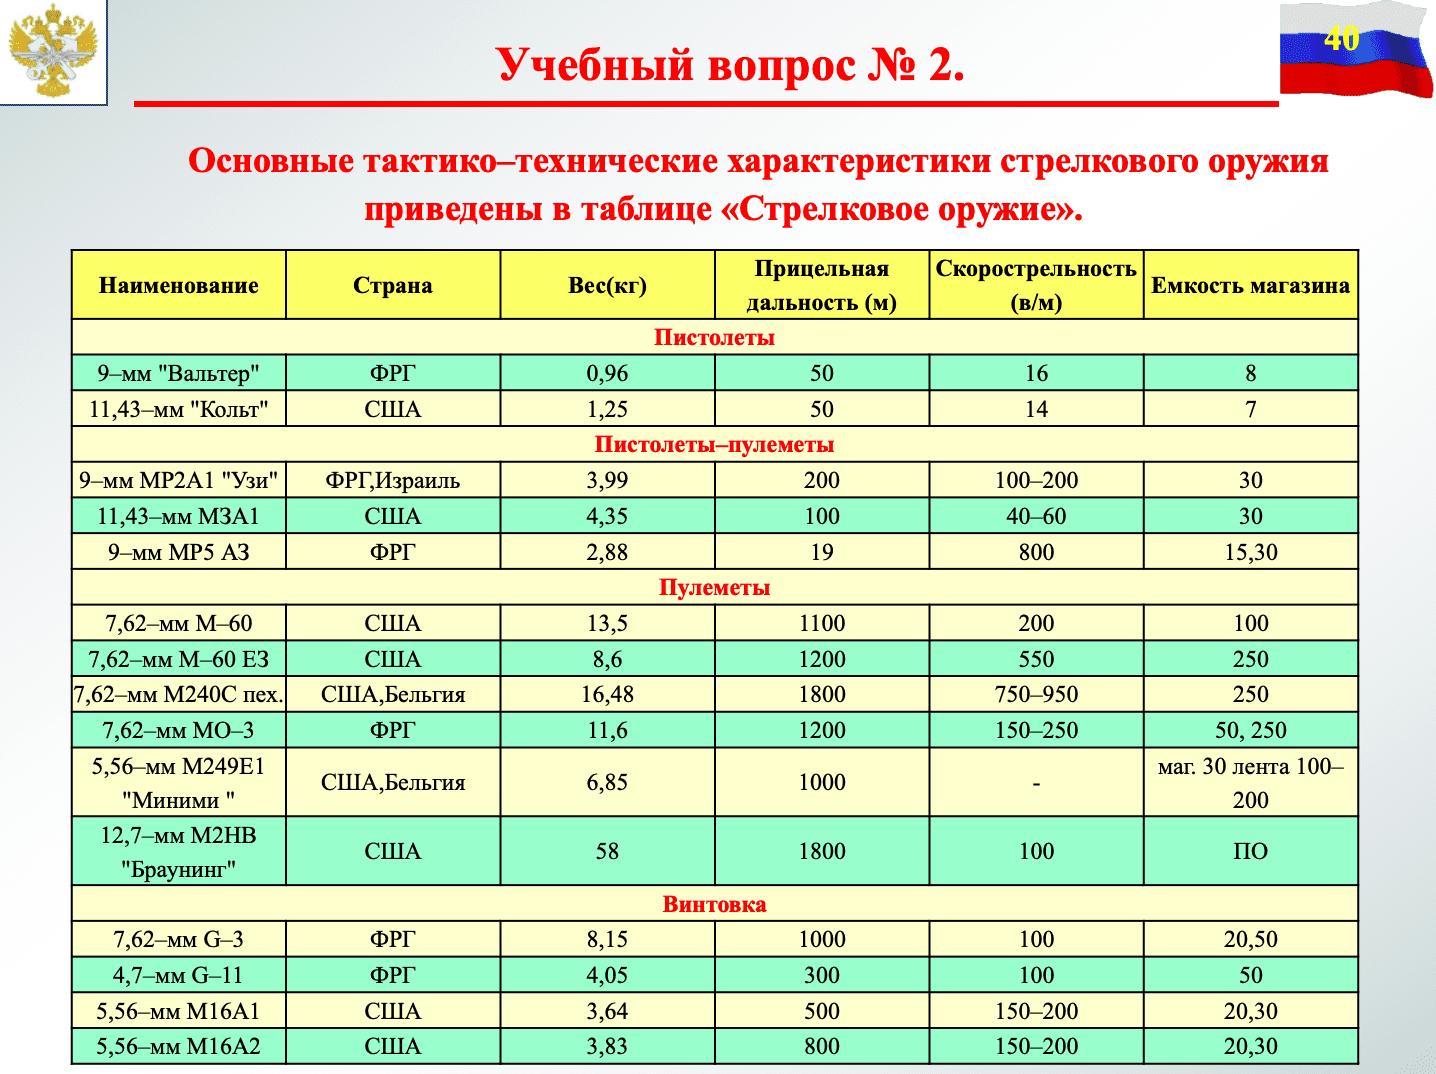 40
Учебный вопрос № 2.
Основные тактико–технические характеристики стрелкового оружия
приведены в таблице «Стрелковое оружие».
Наименование Страна Вес(кг) Прицельная дальность (м) Скорострельность (в/м) Емкость магазина
Пистолеты
9–мм "Вальтер" ФРГ 0,96 50 16 8
11,43–мм "Кольт" США 1,25 50 14 7
Пистолеты–пулеметы
9–мм МР2А1 "Узи" ФРГ,Израиль 3,99 200 100–200 30
11,43–мм МЗА1 США 4,35 100 40–60 30
9–мм МР5 АЗ ФРГ 2,88 19 800 15,30
Пулеметы
7,62–мм М–60 США 13,5 1100 200 100
7,62–мм М–60 ЕЗ США 8,6 1200 550 250
7,62–мм М240С пех. США,Бельгия 16,48 1800 750–950 250
7,62–мм МО–3 ФРГ 11,6 1200 150–250 50, 250
5,56–мм М249Е1 "Миними " США,Бельгия 6,85 1000 - маг. 30 лента 100–200
12,7–мм М2НВ "Браунинг" США 58 1800 100 ПО
Винтовка
7,62–мм G–3 ФРГ 8,15 1000 100 20,50
4,7–мм G–11 ФРГ 4,05 300 100 50
5,56–мм М16А1 США 3,64 500 150–200 20,30
5,56–мм М16А2 США 3,83 800 150–200 20,30